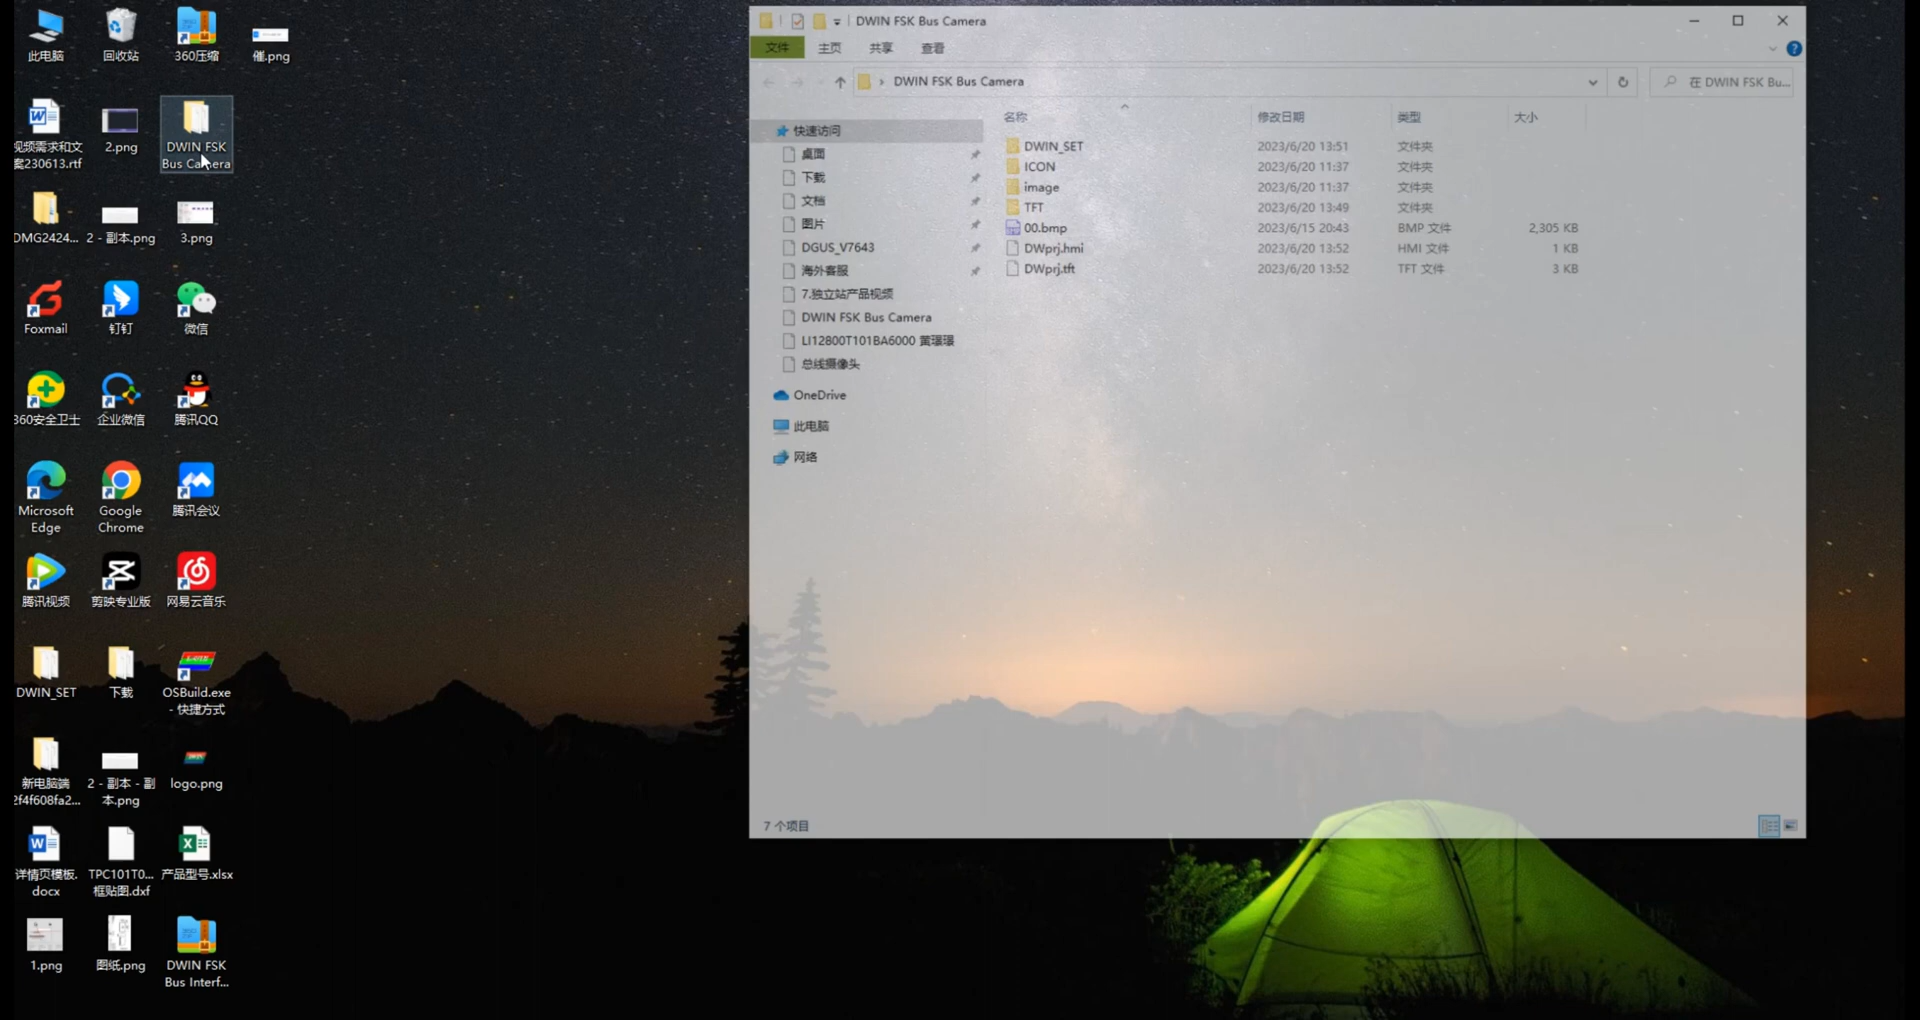 此电脑
回收站
360压缩
催.png
视频需求和文
案230613.rtf
2.png
DWIN FSK
Bus Camera
DMG2424...
2 - 副本.png
3.png
Foxmail
钉钉
微信
360安全卫士
企业微信
腾讯QQ
Microsoft
Edge
Google
Chrome
腾讯会议
腾讯视频
剪映专业版
网易云音乐
DWIN_SET
下载
OSBuild.exe
- 快捷方式
新电脑端
2f4f608fa2...
2 - 副本 - 副
本.png
logo.png
详情页模板.
docx
TPC101T0...
框贴图.dxf
产品型号.xlsx
1.png
图纸.png
DWIN FSK
Bus Interf...
DWIN FSK Bus Camera
文件
主页
共享
查看
DWIN FSK Bus Camera
在 DWIN FSK Bu...
名称
修改日期
类型
大小
快速访问
桌面
下载
文档
图片
DGUS_V7643
海外客服
7.独立站产品视频
DWIN FSK Bus Camera
LI12800T101BA6000 黄璟璟
总线摄像头
OneDrive
此电脑
网络
DWIN_SET 2023/6/20 13:51 文件夹
ICON 2023/6/20 11:37 文件夹
image 2023/6/20 11:37 文件夹
TFT 2023/6/20 13:49 文件夹
00.bmp 2023/6/15 20:43 BMP 文件 2,305 KB
DWprj.hmi 2023/6/20 13:52 HMI 文件 1 KB
DWprj.tft 2023/6/20 13:52 TFT 文件 3 KB
7 个项目